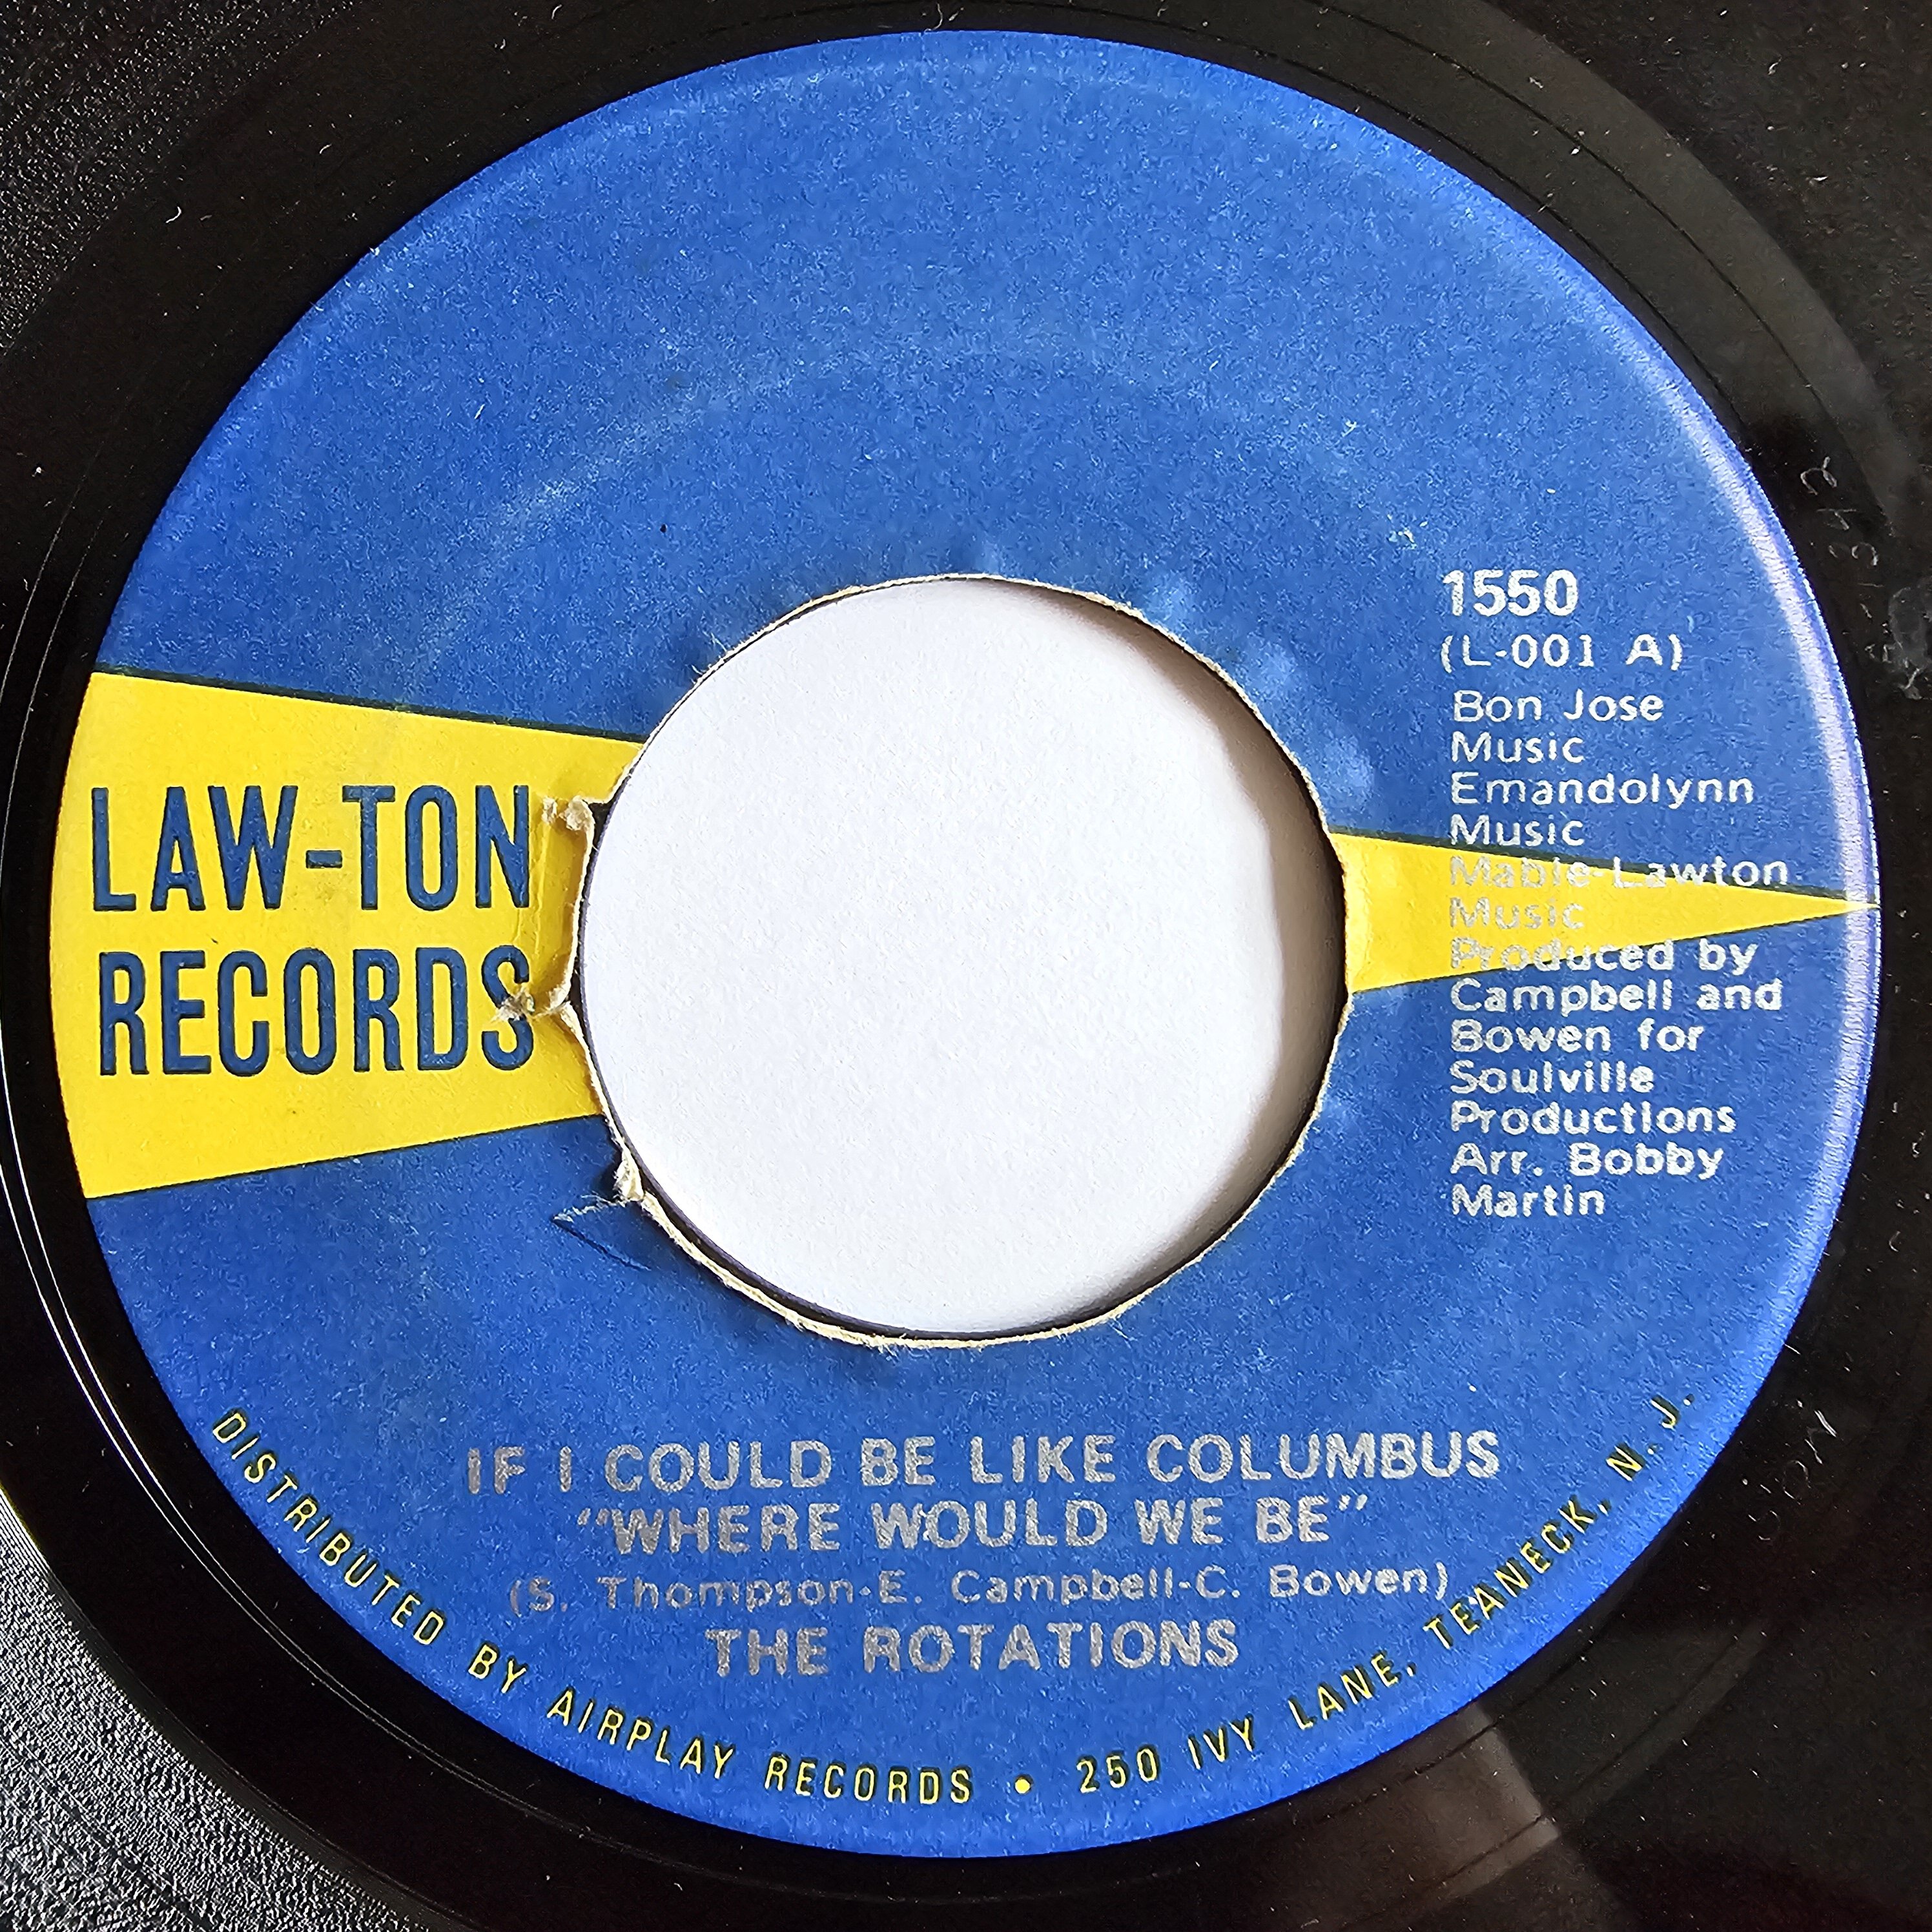 LAW-TON
RECORDS
1550
(L-001 A)
Bon Jose
Music
Emandolynn
Music
Mable-Lawton
Music
Produced by
Campbell and
Bowen for
Soulville
Productions
Arr. Bobby
Martin
IF I COULD BE LIKE COLUMBUS
"WHERE WOULD WE BE"
(S. Thompson-E. Campbell-C. Bowen)
THE ROTATIONS
DISTRIBUTED BY AIRPLAY RECORDS • 250 IVY LANE, TEANECK, N. J.